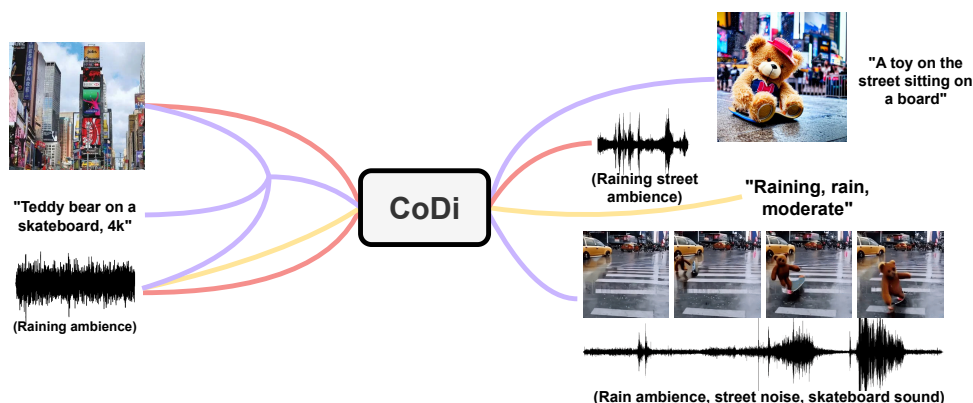 "Teddy bear on a
skateboard, 4k"
(Raining ambience)
CoDi
"A toy on the
street sitting on
a board"
(Raining street
ambience)
"Raining, rain,
moderate"
(Rain ambience, street noise, skateboard sound)